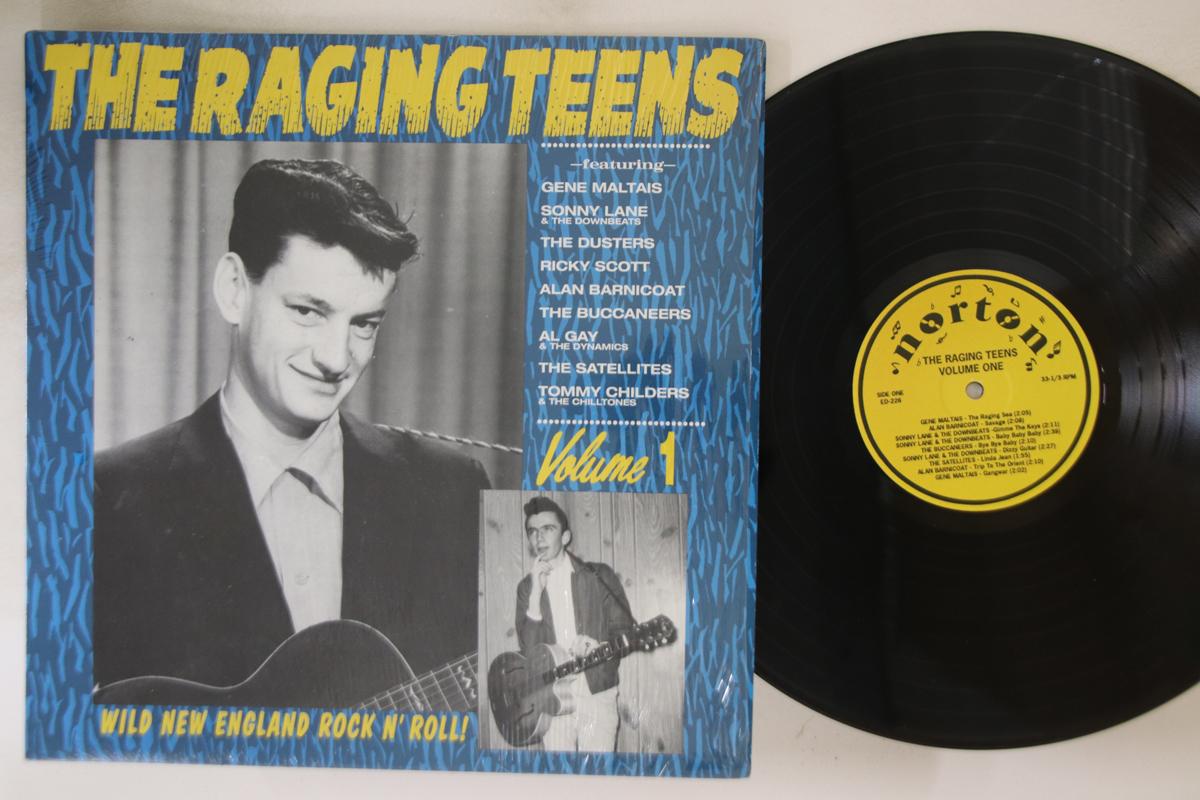 THE RAGING TEENS
—featuring—
GENE MALTAIS
SONNY LANE
& THE DOWNBEATS
THE DUSTERS
RICKY SCOTT
ALAN BARNICOAT
THE BUCCANEERS
AL GAY
& THE DYNAMICS
THE SATELLITES
TOMMY CHILDERS
& THE CHILLTONES
Volume 1
WILD NEW ENGLAND ROCK N' ROLL!
norton
THE RAGING TEENS
VOLUME ONE
SIDE ONE
ED-226
33-1/3 RPM
GENE MALTAIS - The Raging Sea (2:05)
ALAN BARNICOAT - Savage (2:08)
SONNY LANE & THE DOWNBEATS -Gimme The Keys (2:11)
SONNY LANE & THE DOWNBEATS - Baby Baby Baby (2:39)
THE BUCCANEERS - Bye Bye Baby (2:10)
SONNY LANE & THE DOWNBEATS - Dizzy Guitar (2:27)
THE SATELLITES - Linda Jean (1:55)
ALAN BARNICOAT - Trip To The Orient (2:10)
GENE MALTAIS - Gangwar (2:02)